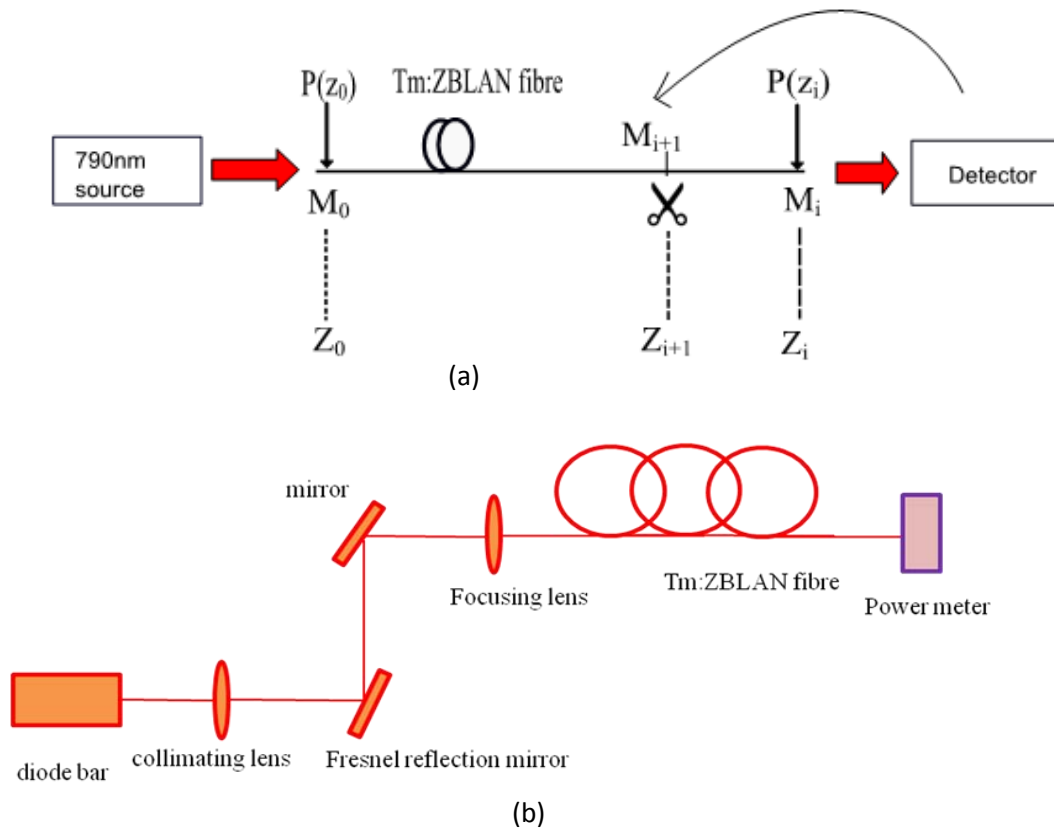 P(z₀)
Tm:ZBLAN fibre
P(zᵢ)
790nm
source
Mᵢ₊₁
Detector
M₀
Mᵢ
Z₀
Zᵢ₊₁
Zᵢ
(a)
mirror
Focusing lens
Tm:ZBLAN fibre
Power meter
diode bar
collimating lens
Fresnel reflection mirror
(b)